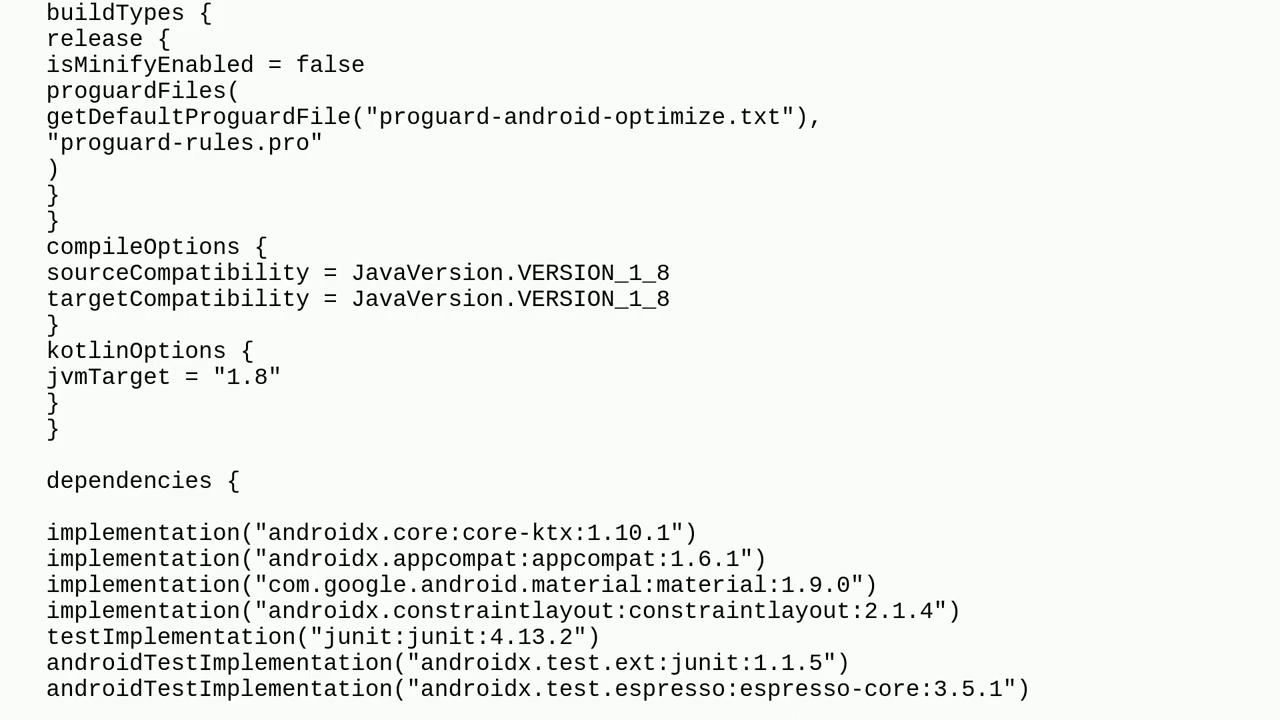 buildTypes {
release {
isMinifyEnabled = false
proguardFiles(
getDefaultProguardFile("proguard-android-optimize.txt"),
"proguard-rules.pro"
)
}
}
compileOptions {
sourceCompatibility = JavaVersion.VERSION_1_8
targetCompatibility = JavaVersion.VERSION_1_8
}
kotlinOptions {
jvmTarget = "1.8"
}
}

dependencies {

implementation("androidx.core:core-ktx:1.10.1")
implementation("androidx.appcompat:appcompat:1.6.1")
implementation("com.google.android.material:material:1.9.0")
implementation("androidx.constraintlayout:constraintlayout:2.1.4")
testImplementation("junit:junit:4.13.2")
androidTestImplementation("androidx.test.ext:junit:1.1.5")
androidTestImplementation("androidx.test.espresso:espresso-core:3.5.1")